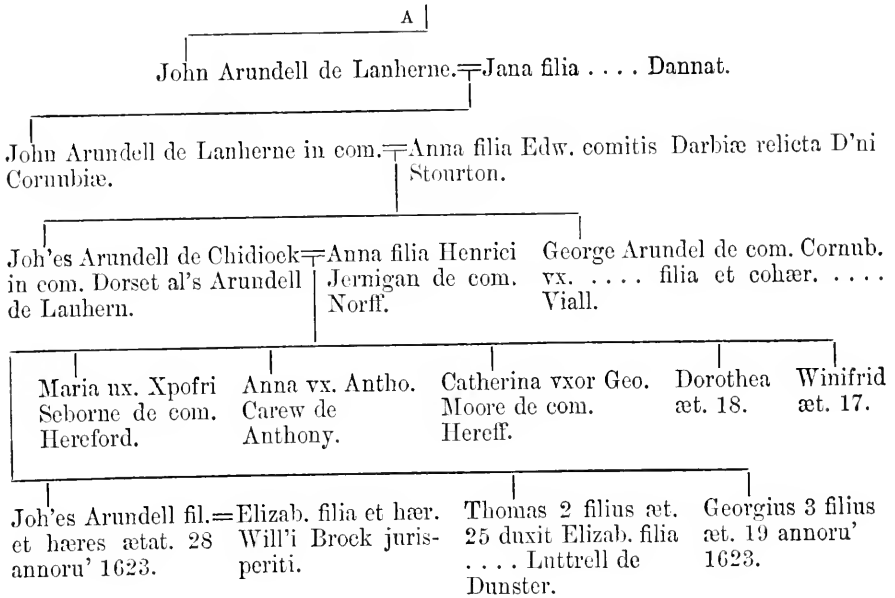 A
John Arundell de Lanherne.=Jana filia . . . . Dannat.
John Arundell de Lanherne in com.=Anna filia Edw. comitis Darbiæ relicta D'ni
Cornubiæ. Stourton.
Joh'es Arundell de Chidiock=Anna filia Henrici George Arundel de com. Cornub.
in com. Dorset al's Arundell Jernigan de com. vx. . . . . filia et cohær. . . . .
de Lanhern. Norff. Viall.
Maria ux. Xpofri Anna vx. Antho. Catherina vxor Geo. Dorothea Winifrid
Seborne de com. Carew de Moore de com. æt. 18. æt. 17.
Hereford. Anthony. Hereff.
Joh'es Arundell fil.=Elizab. filia et hær. Thomas 2 filius æt. Georgius 3 filius
et hæres ætat. 28 Will'i Brock juris- 25 duxit Elizab. filia æt. 19 annoru'
annoru' 1623. periti. . . . . Luttrell de 1623.
Dunster.